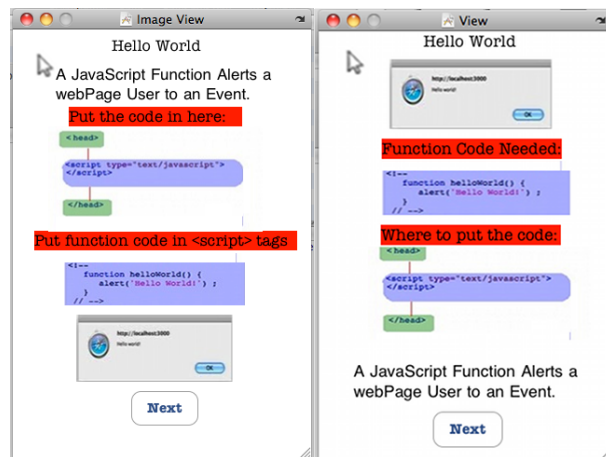 Image View
Hello World
A JavaScript Function Alerts a
webPage User to an Event.
Put the code in here:
<head>
<script type="text/javascript">
</script>
</head>
Put function code in <script> tags
<!--
function helloWorld() {
alert('Hello World!') ;
}
// -->
http://localhost:3000
Hello world!
OK
Next
View
Hello World
http://localhost:3000
Hello world!
OK
Function Code Needed:
<!--
function helloWorld() {
alert('Hello World!') ;
}
// -->
Where to put the code:
<head>
<script type="text/javascript">
</script>
</head>
A JavaScript Function Alerts a
webPage User to an Event.
Next